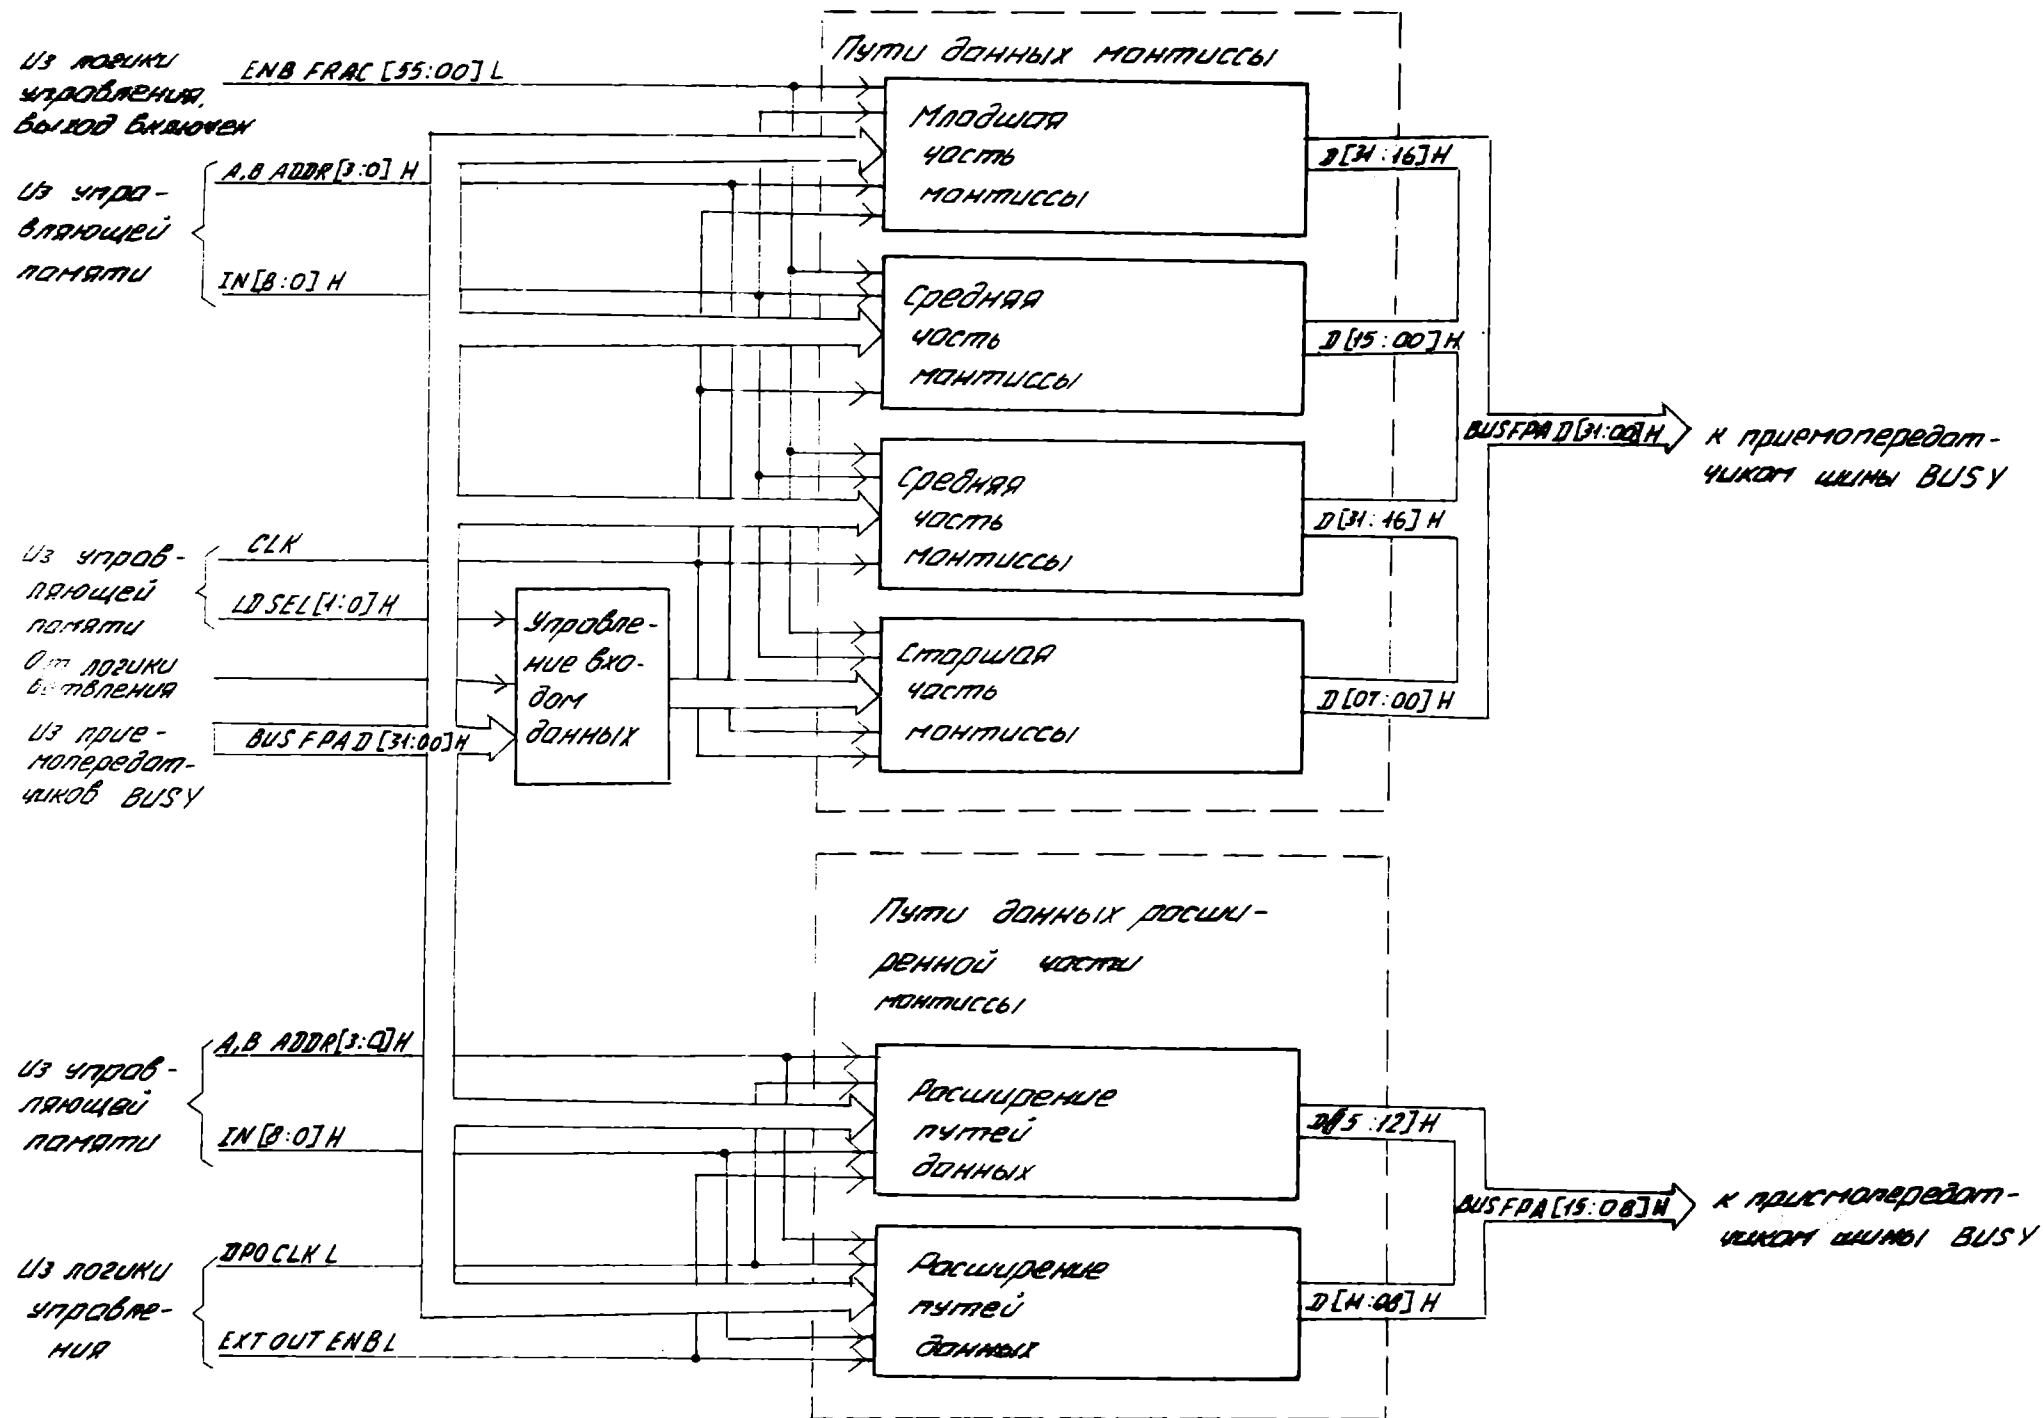 Пути данных мантиссы
Из логики
управления,
выход включен
ENB FRAC [55:00] L
Из упра-
вляющей
памяти
A,B ADDR [3:0] H
IN [8:0] H
Младшая
часть
мантиссы
D [31:16] H
Средняя
часть
мантиссы
D [15:00] H
BUS FPA D [31:00] H
к приемопередат-
чикам шины BUSY
Средняя
часть
мантиссы
D [31:16] H
Из управ-
ляющей
памяти
CLK
LD SEL [1:0] H
От логики
ветвления
Из прие-
мопередат-
чиков BUSY
BUS FPA D [31:00] H
Управле-
ние вхо-
дом
данных
Старшая
часть
мантиссы
D [07:00] H
Пути данных расши-
ренной части
мантиссы
Из управ-
ляющей
памяти
A,B ADDR [3:0] H
IN [8:0] H
Расширение
путей
данных
D [15:12] H
BUS FPA [15:08] H
к приемопередат-
чикам шины BUSY
Из логики
управле-
ния
DPO CLK L
EXT OUT ENB L
Расширение
путей
данных
D [11:08] H